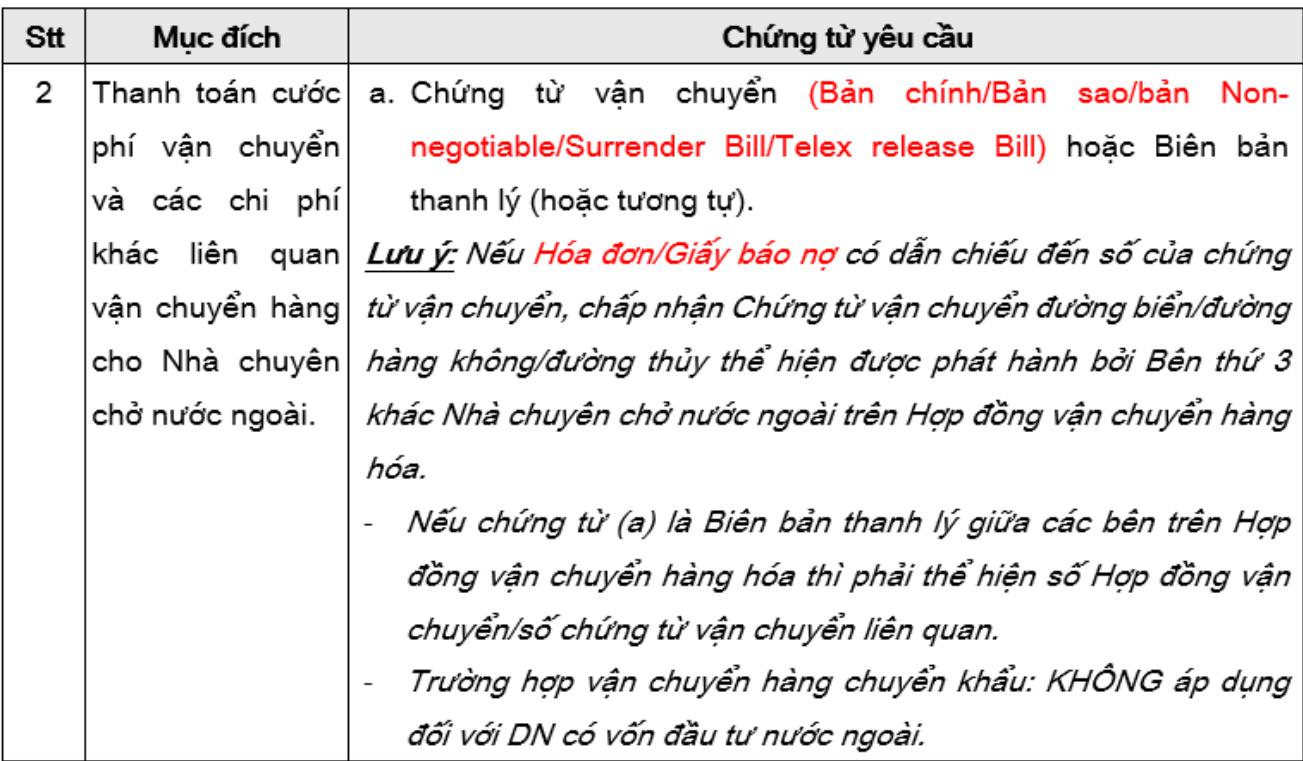 Stt Mục đích Chứng từ yêu cầu
2 Thanh toán cước
phí vận chuyển
và các chi phí
khác liên quan
vận chuyển hàng
cho Nhà chuyên
chở nước ngoài.
a. Chứng từ vận chuyển (Bản chính/Bản sao/bản Non-
negotiable/Surrender Bill/Telex release Bill) hoặc Biên bản
thanh lý (hoặc tương tự).
Lưu ý: Nếu Hóa đơn/Giấy báo nợ có dẫn chiếu đến số của chứng
từ vận chuyển, chấp nhận Chứng từ vận chuyển đường biển/đường
hàng không/đường thủy thể hiện được phát hành bởi Bên thứ 3
khác Nhà chuyên chở nước ngoài trên Hợp đồng vận chuyển hàng
hóa.
- Nếu chứng từ (a) là Biên bản thanh lý giữa các bên trên Hợp
đồng vận chuyển hàng hóa thì phải thể hiện số Hợp đồng vận
chuyển/số chứng từ vận chuyển liên quan.
- Trường hợp vận chuyển hàng chuyển khẩu: KHÔNG áp dụng
đối với DN có vốn đầu tư nước ngoài.